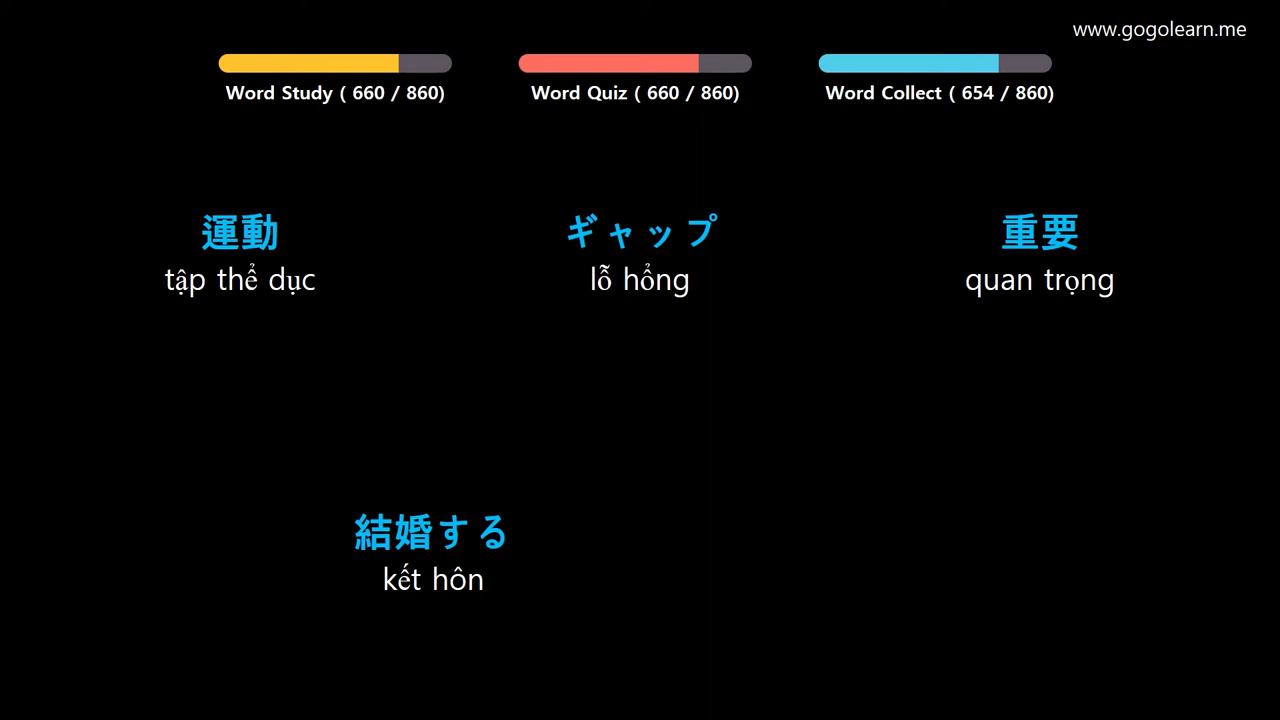 www.gogolearn.me
Word Study ( 660 / 860)
Word Quiz ( 660 / 860)
Word Collect ( 654 / 860)
運動
tập thể dục
ギャップ
lỗ hổng
重要
quan trọng
結婚する
kết hôn